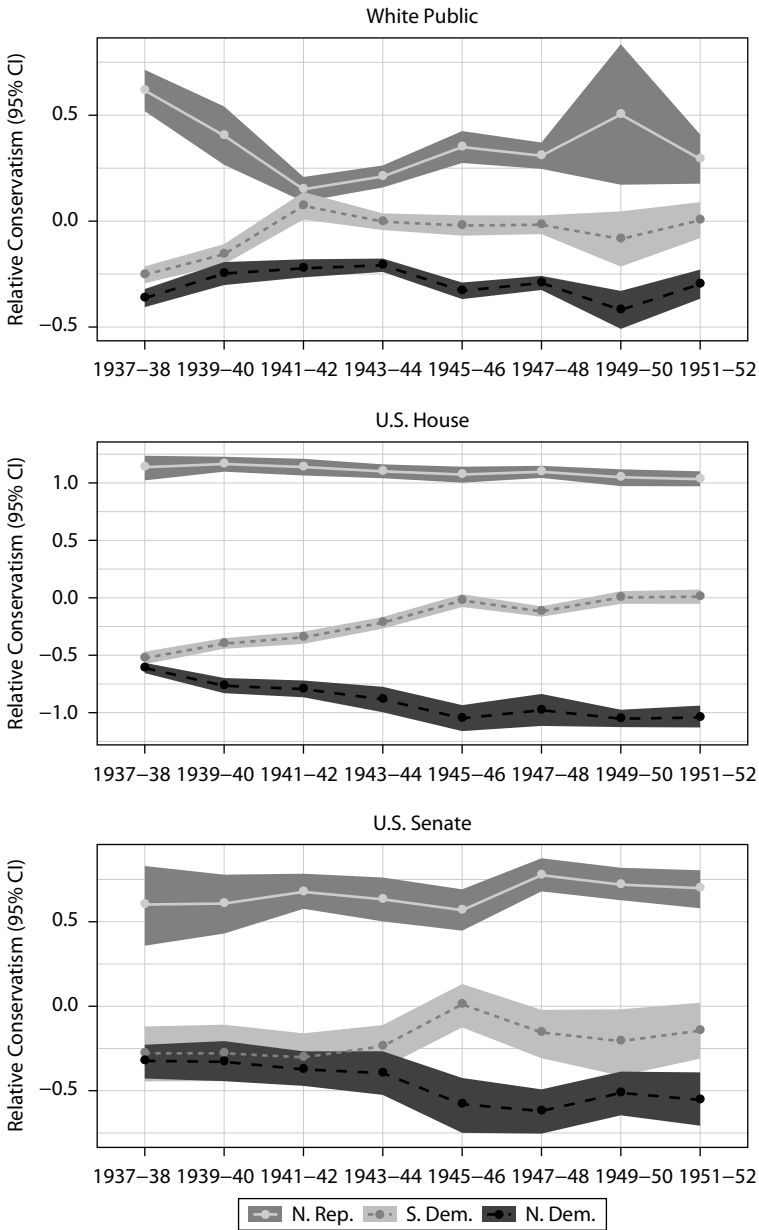 White Public
Relative Conservatism (95% CI)
0.5
0.0
−0.5
1937–38 1939–40 1941–42 1943–44 1945–46 1947–48 1949–50 1951–52
U.S. House
Relative Conservatism (95% CI)
1.0
0.5
0.0
−0.5
−1.0
1937–38 1939–40 1941–42 1943–44 1945–46 1947–48 1949–50 1951–52
U.S. Senate
Relative Conservatism (95% CI)
0.5
0.0
−0.5
1937–38 1939–40 1941–42 1943–44 1945–46 1947–48 1949–50 1951–52
N. Rep. S. Dem. N. Dem.